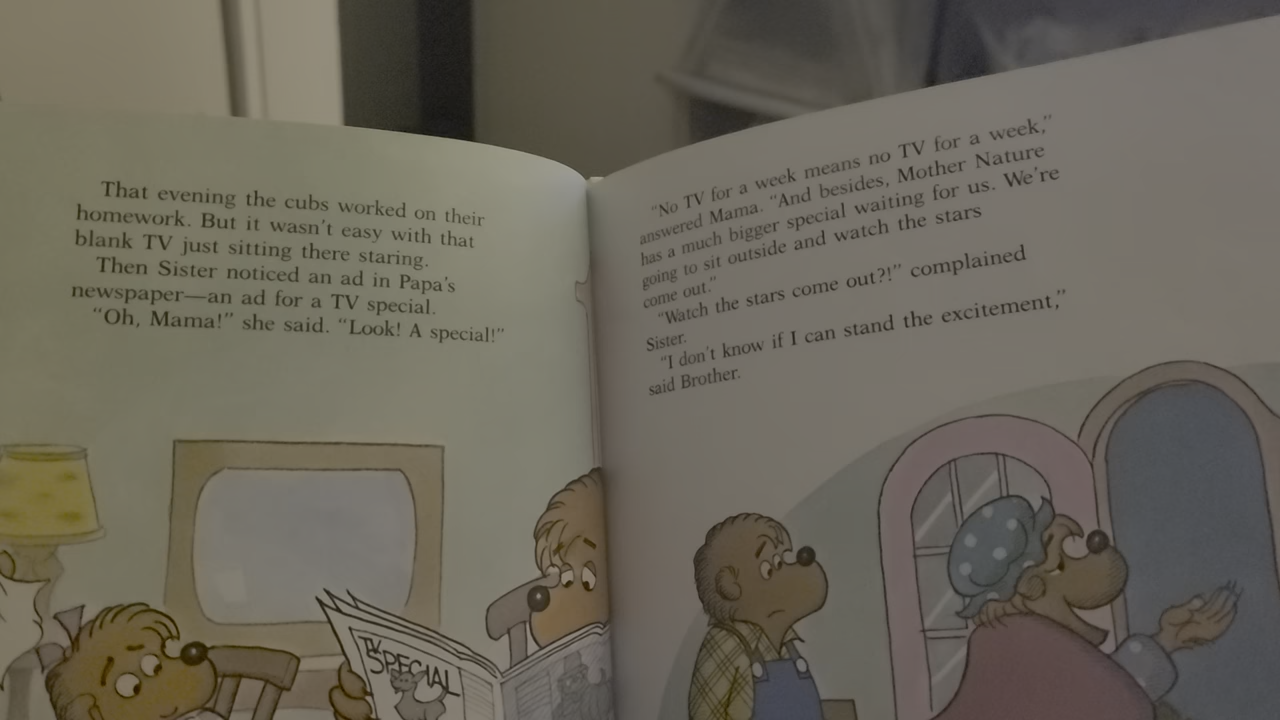 That evening the cubs worked on their
homework. But it wasn't easy with that
blank TV just sitting there staring.
Then Sister noticed an ad in Papa's
newspaper—an ad for a TV special.
"Oh, Mama!" she said. "Look! A special!"
TV
SPECIAL
"No TV for a week means no TV for a week,"
answered Mama. "And besides, Mother Nature
has a much bigger special waiting for us. We're
going to sit outside and watch the stars
come out."
"Watch the stars come out?!" complained
Sister.
"I don't know if I can stand the excitement,"
said Brother.